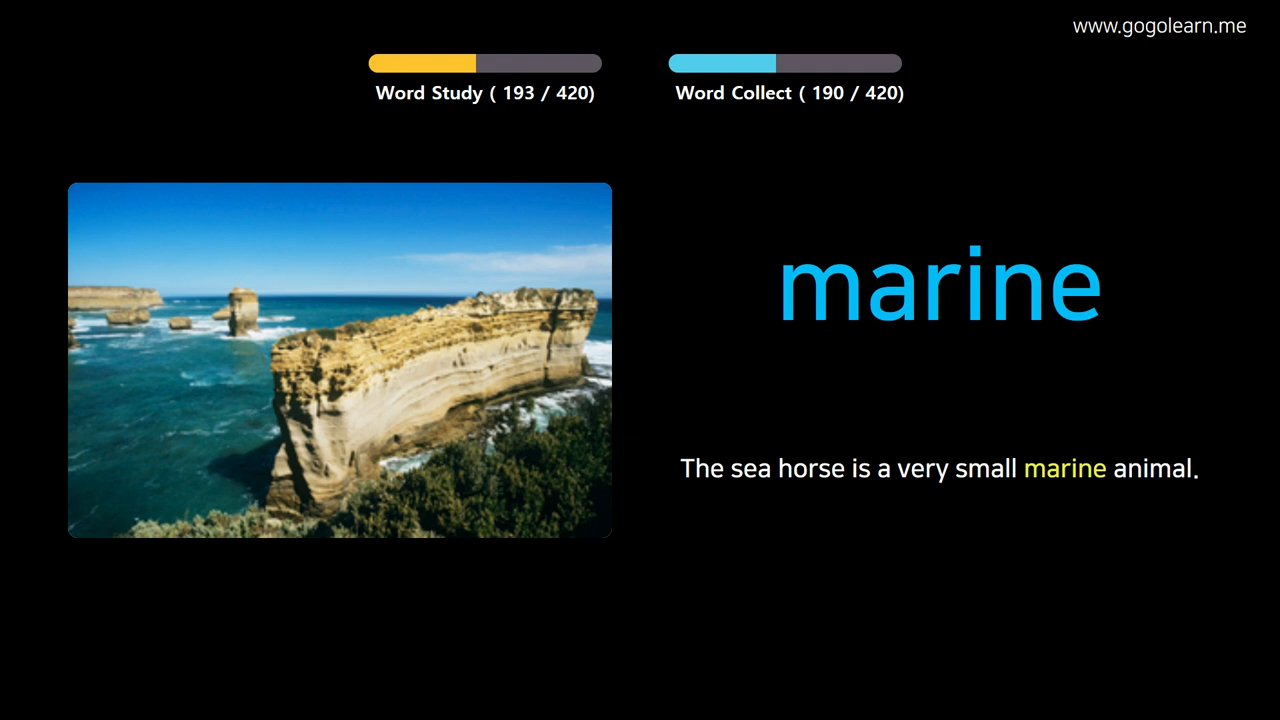 www.gogolearn.me
Word Study ( 193 / 420)
Word Collect ( 190 / 420)
marine
The sea horse is a very small marine animal.